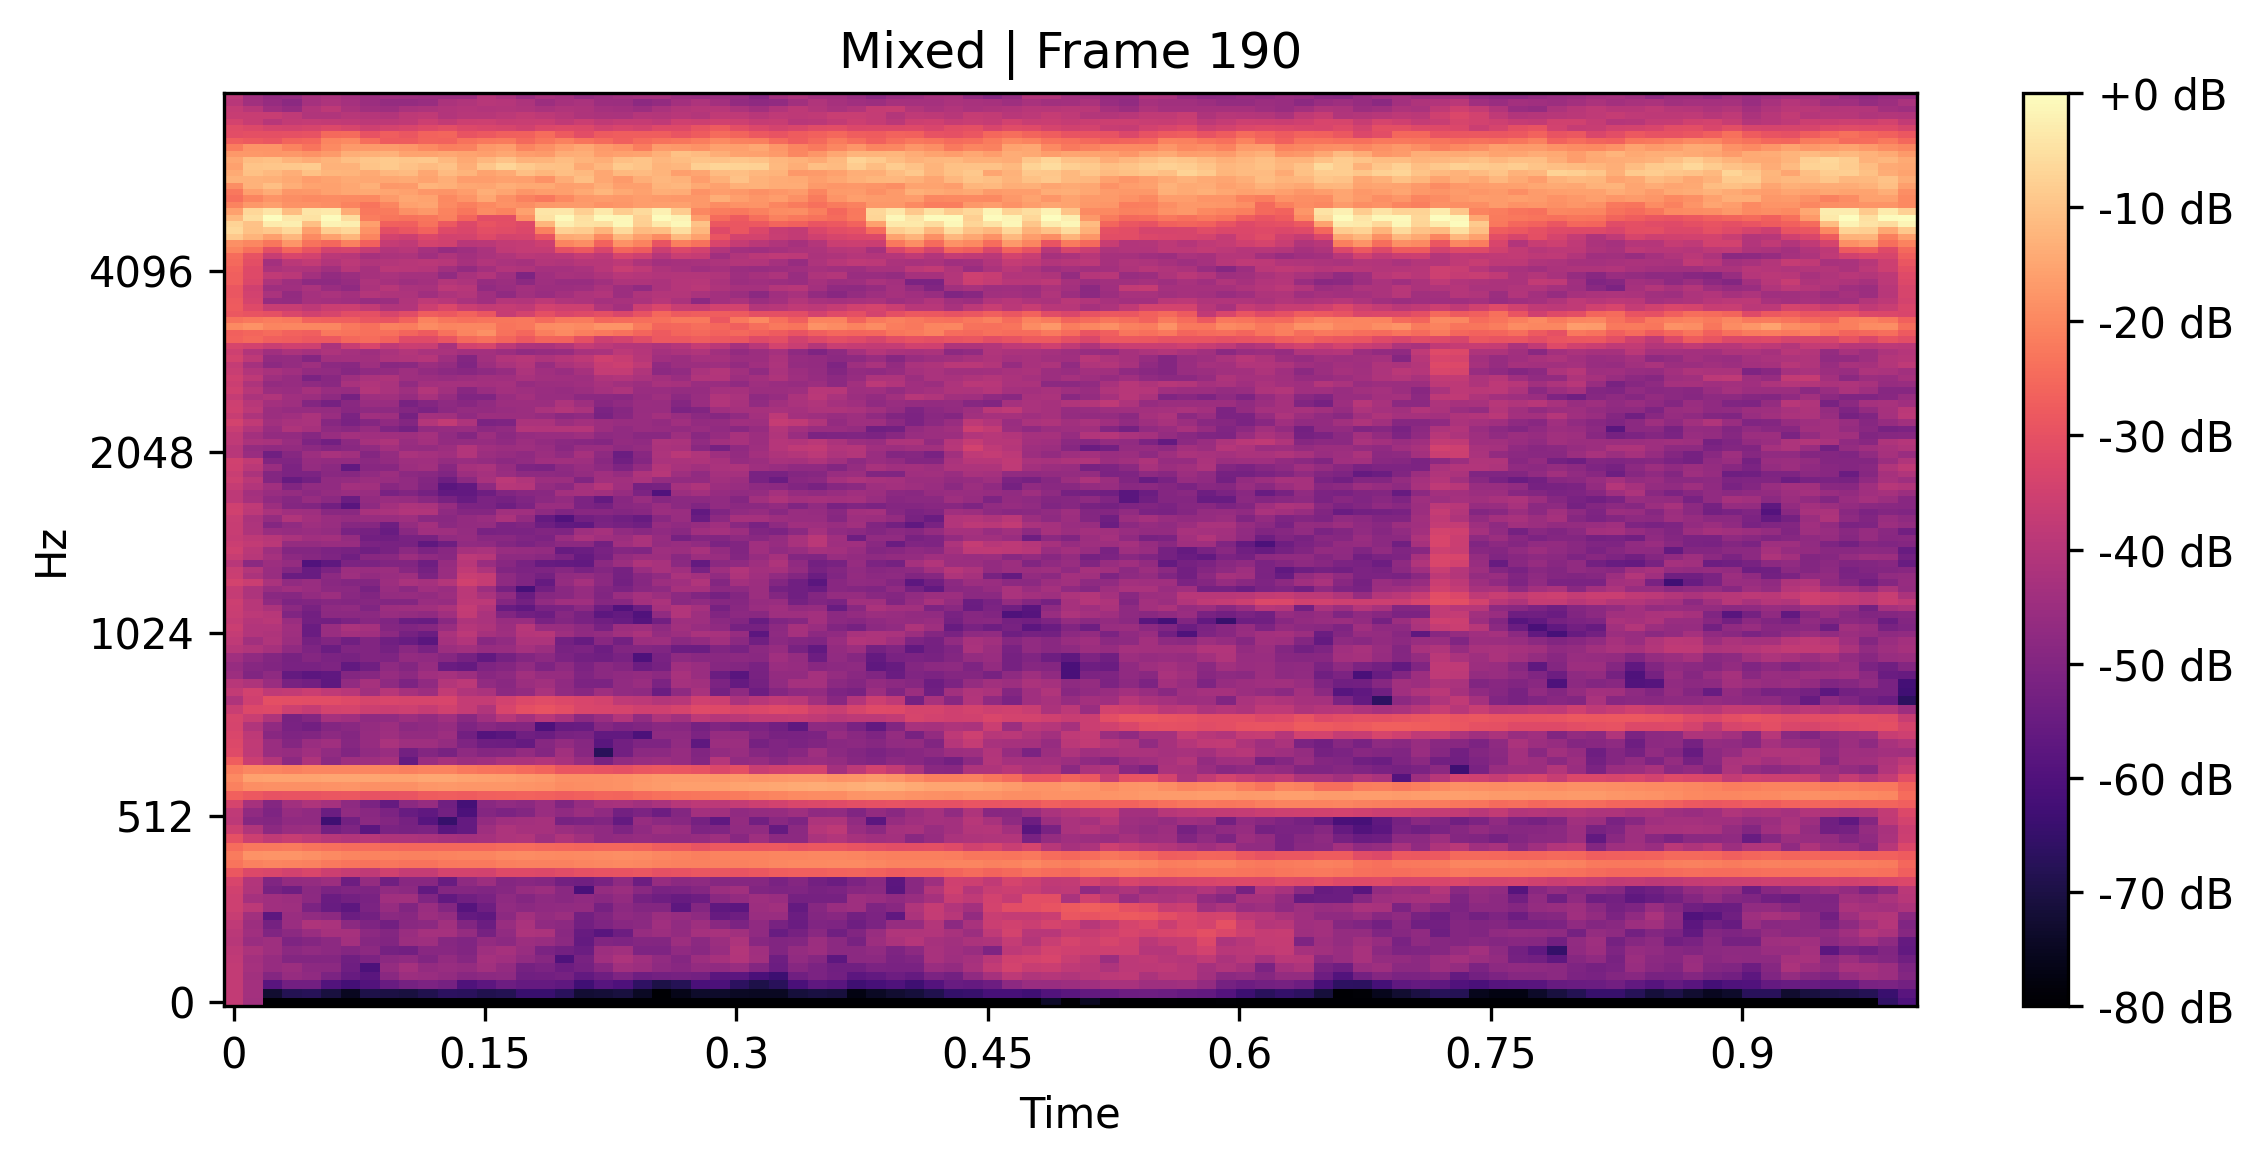 Mixed | Frame 190
Hz
4096
2048
1024
512
0
0 0.15 0.3 0.45 0.6 0.75 0.9
Time
+0 dB
-10 dB
-20 dB
-30 dB
-40 dB
-50 dB
-60 dB
-70 dB
-80 dB